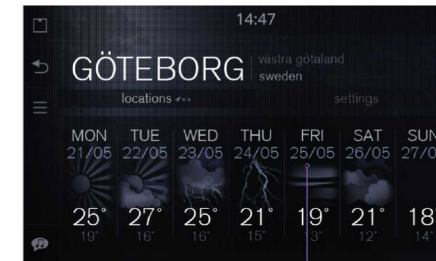 14:47
GÖTEBORG
västra götaland
sweden
locations
settings
MON TUE WED THU FRI SAT SUN
21/05 22/05 23/05 24/05 25/05 26/05 27/0
25° 27° 25° 21° 19° 21° 18°
19° 16° 16° 15° 13° 12° 14°